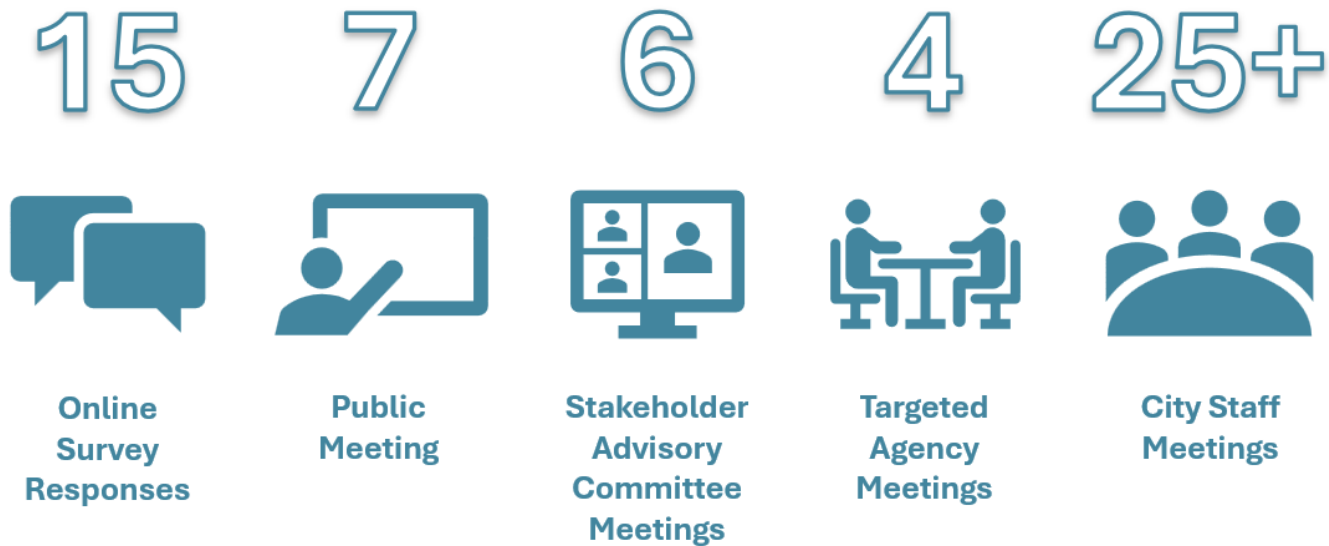 15
7
6
4
25+
Online
Survey
Responses
Public
Meeting
Stakeholder
Advisory
Committee
Meetings
Targeted
Agency
Meetings
City Staff
Meetings